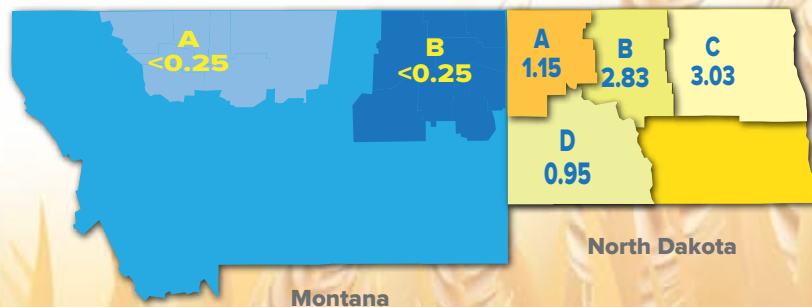 A
<0.25
B
<0.25
A
1.15
B
2.83
C
3.03
D
0.95
North Dakota
Montana